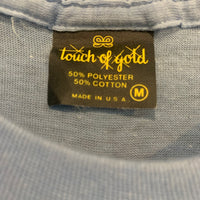 touch of gold
50% POLYESTER
50% COTTON
MADE IN U.S.A
M